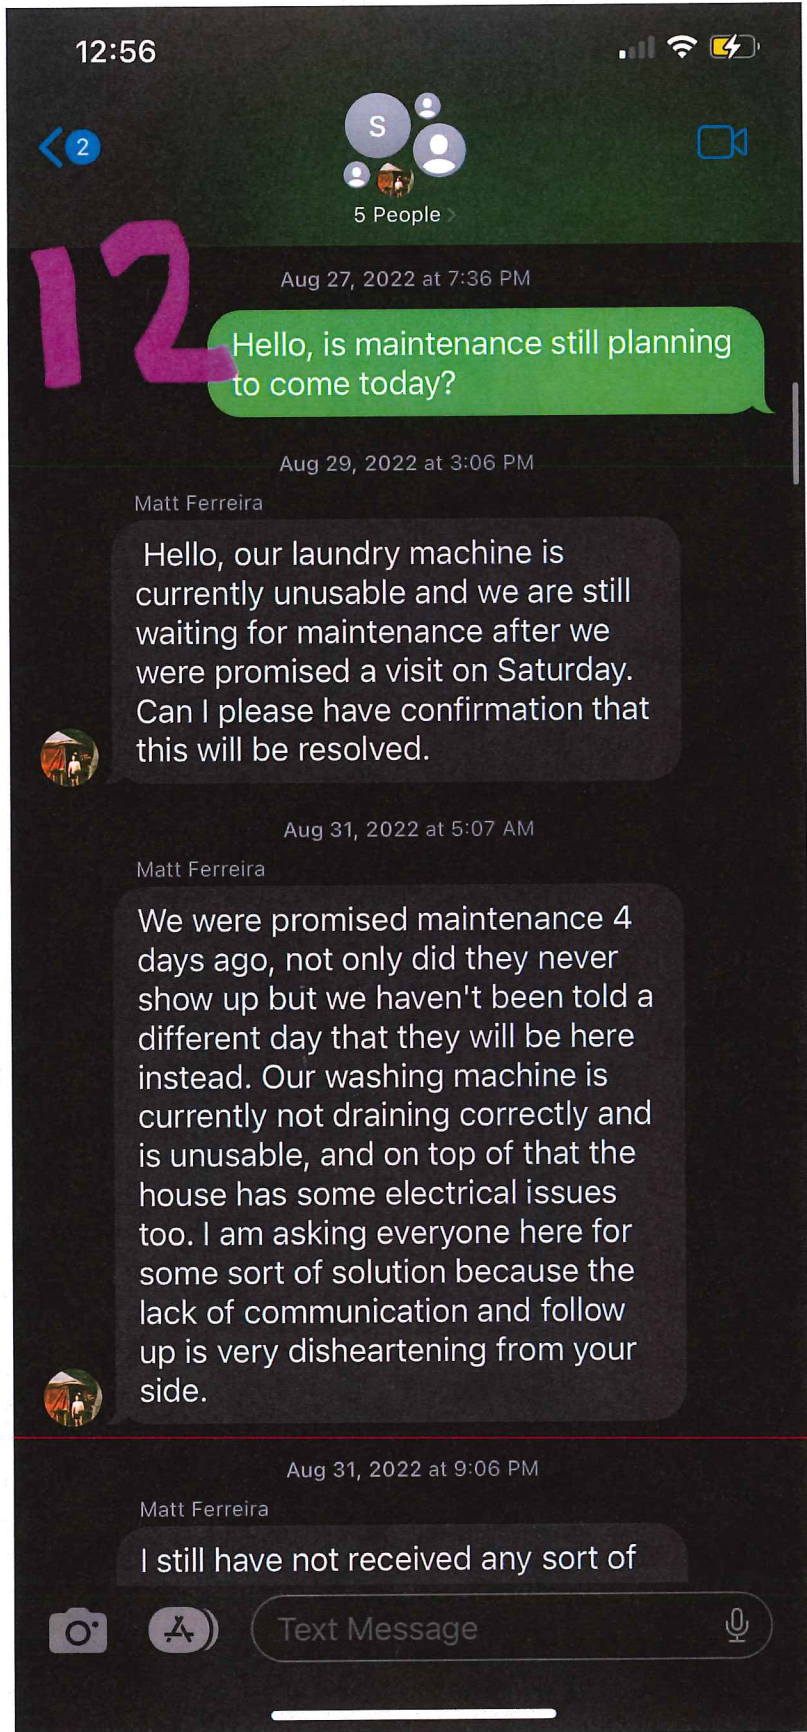 12:56
2
S
5 People
12
Aug 27, 2022 at 7:36 PM
Hello, is maintenance still planning
to come today?
Aug 29, 2022 at 3:06 PM
Matt Ferreira
Hello, our laundry machine is
currently unusable and we are still
waiting for maintenance after we
were promised a visit on Saturday.
Can I please have confirmation that
this will be resolved.
Aug 31, 2022 at 5:07 AM
Matt Ferreira
We were promised maintenance 4
days ago, not only did they never
show up but we haven't been told a
different day that they will be here
instead. Our washing machine is
currently not draining correctly and
is unusable, and on top of that the
house has some electrical issues
too. I am asking everyone here for
some sort of solution because the
lack of communication and follow
up is very disheartening from your
side.
Aug 31, 2022 at 9:06 PM
Matt Ferreira
I still have not received any sort of
Text Message